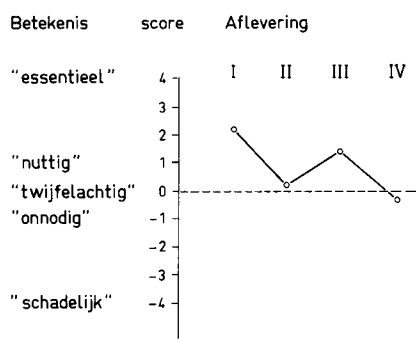 Betekenis score Aflevering
"essentieel" 4 I II III IV
3
2
"nuttig" 1
"twijfelachtig" 0
"onnodig" -1
-2
-3
"schadelijk" -4